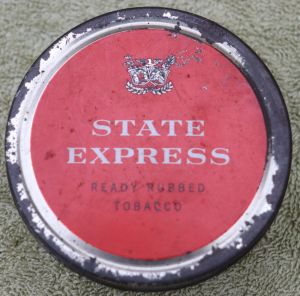 STATE
EXPRESS
READY RUBBED
TOBACCO